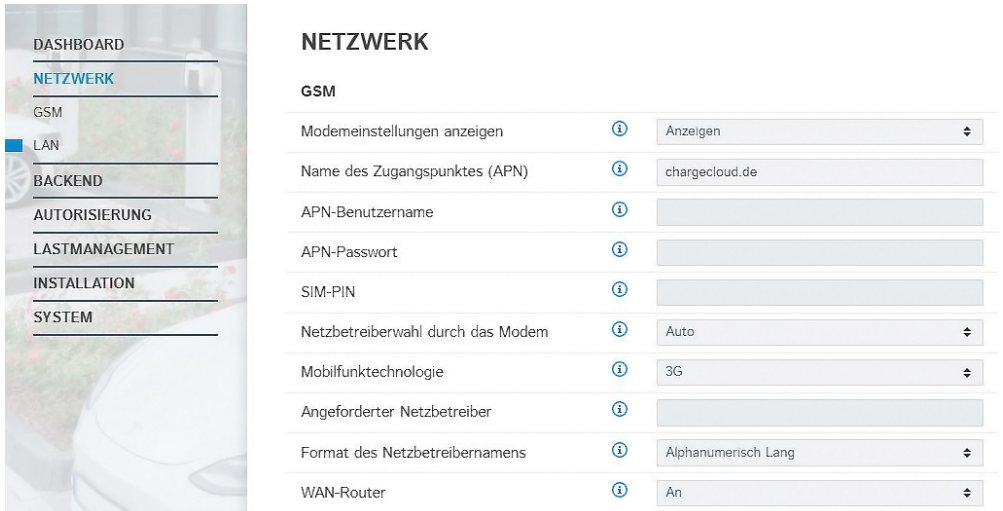 DASHBOARD
NETZWERK
GSM
LAN
BACKEND
AUTORISIERUNG
LASTMANAGEMENT
INSTALLATION
SYSTEM
NETZWERK
GSM
Modemeinstellungen anzeigen Anzeigen
Name des Zugangspunktes (APN) chargecloud.de
APN-Benutzername
APN-Passwort
SIM-PIN
Netzbetreiberwahl durch das Modem Auto
Mobilfunktechnologie 3G
Angeforderter Netzbetreiber
Format des Netzbetreibernamens Alphanumerisch Lang
WAN-Router An